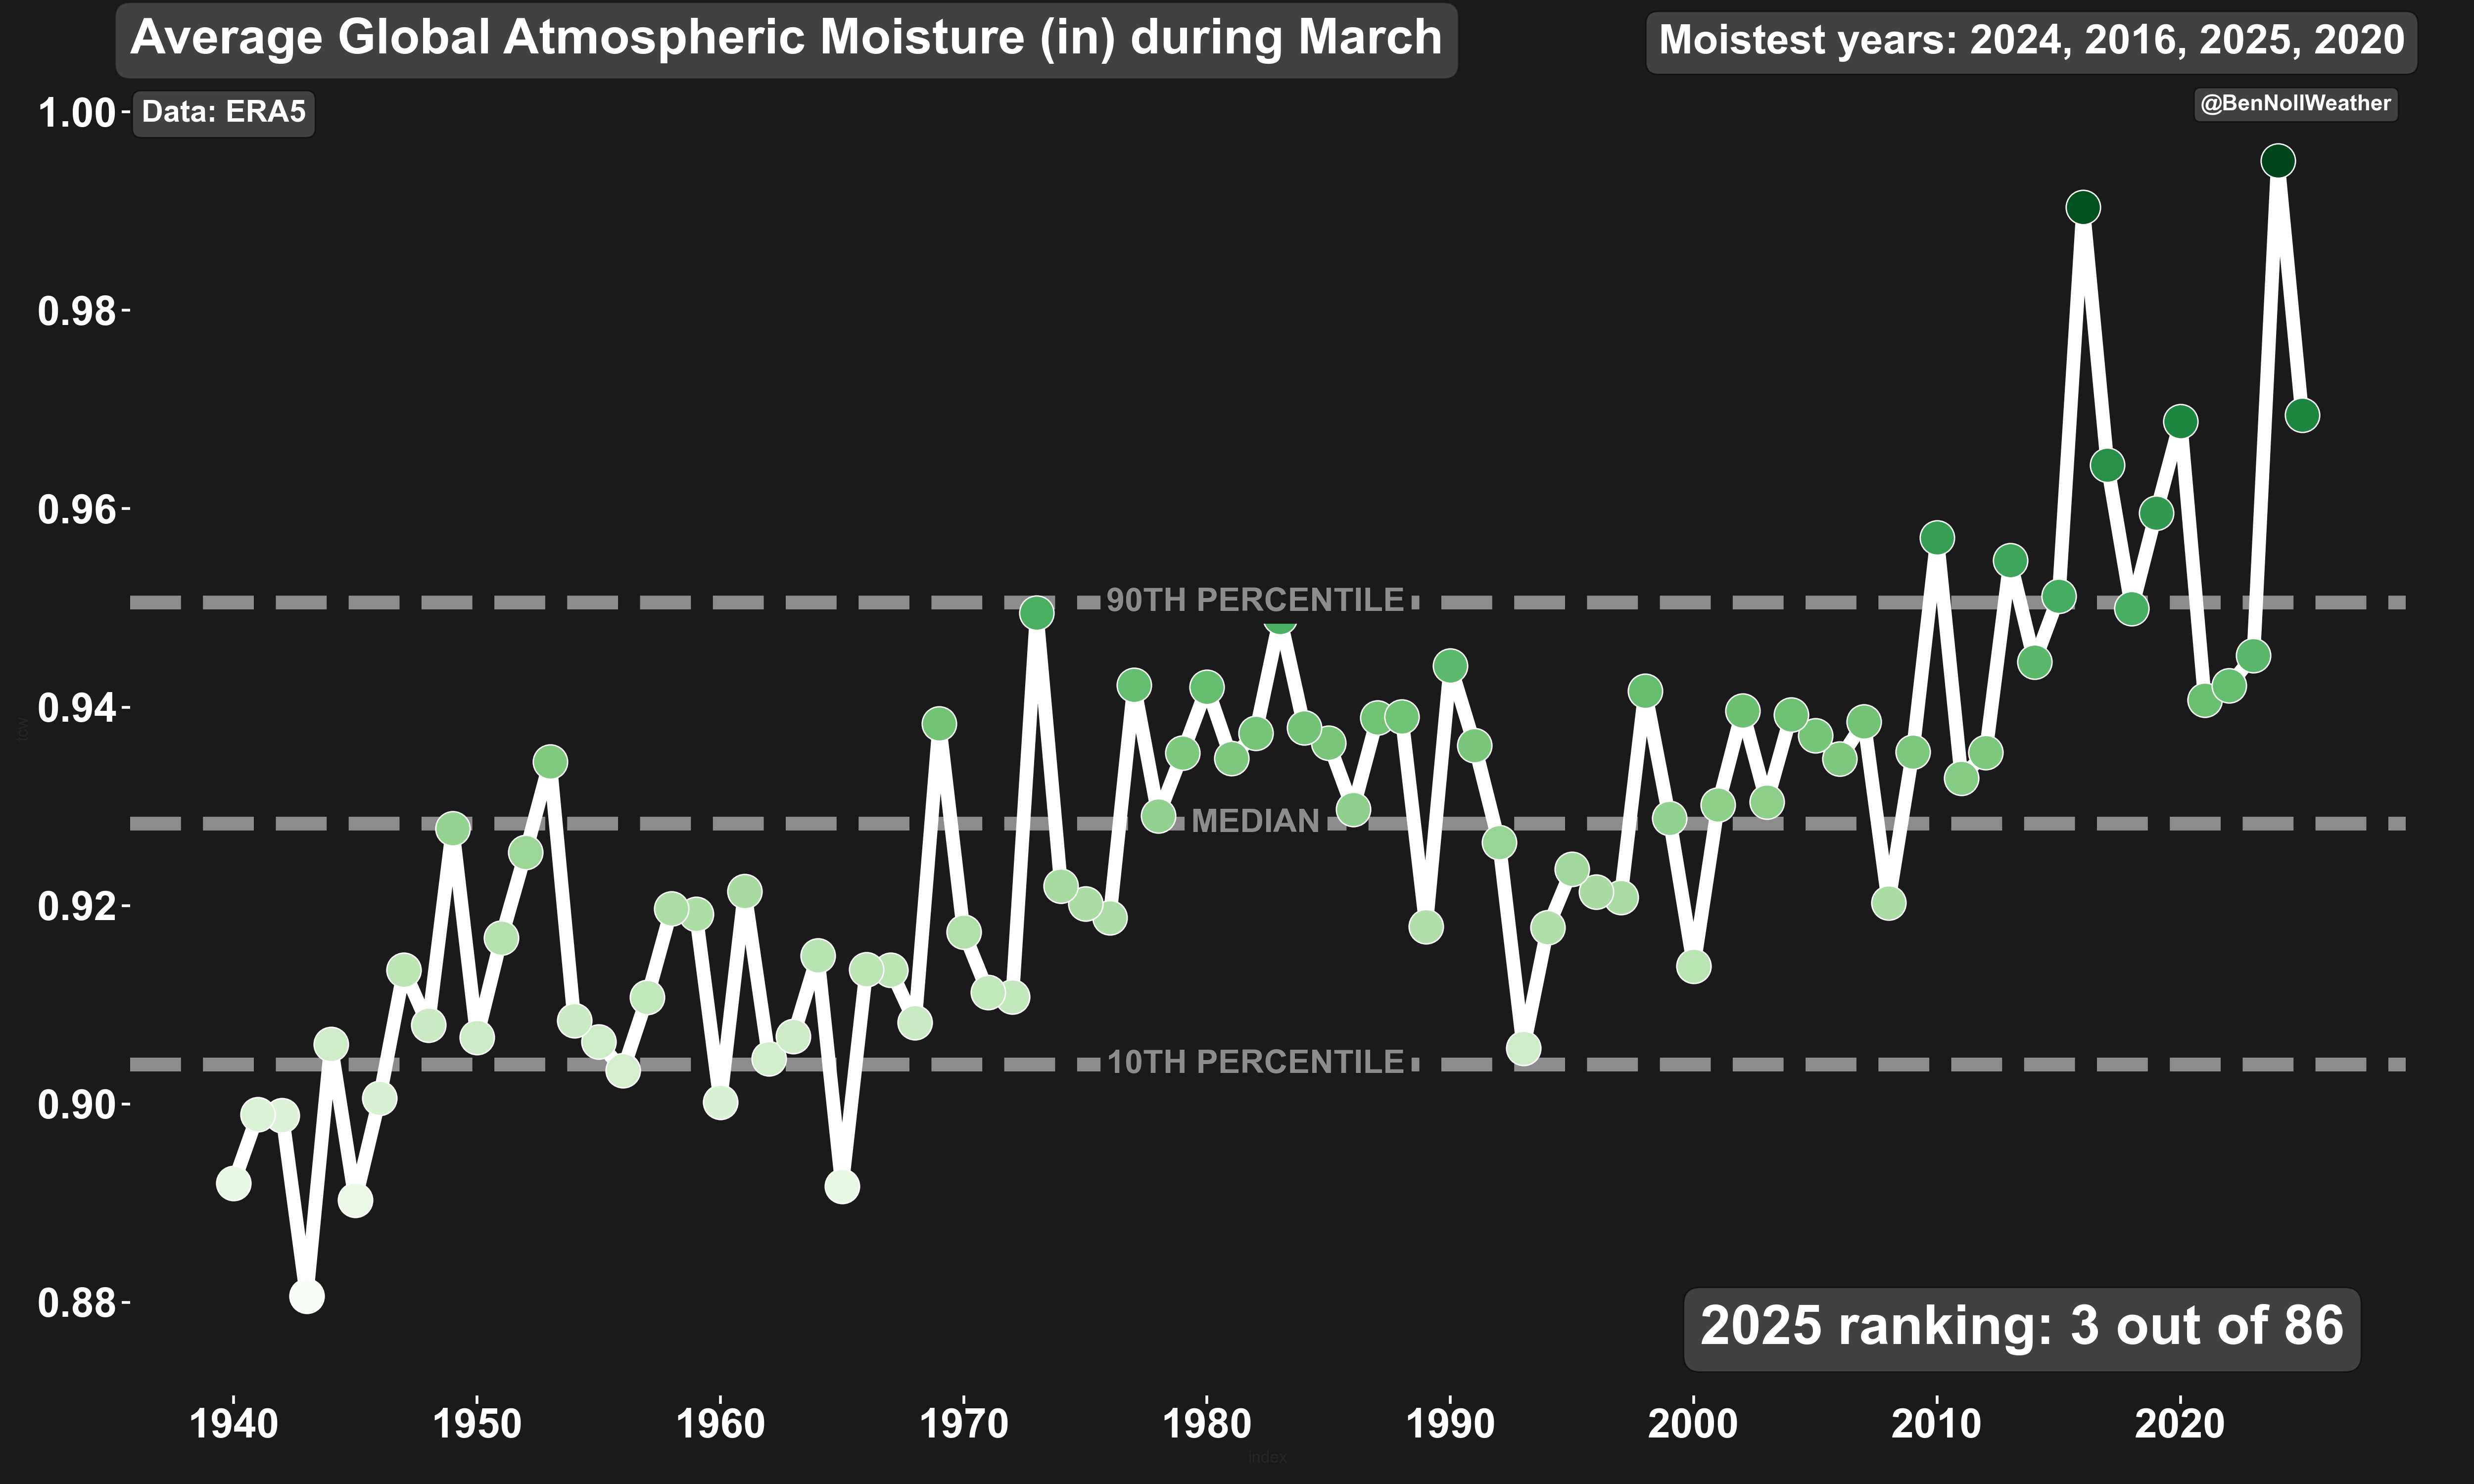 Average Global Atmospheric Moisture (in) during March
Moistest years: 2024, 2016, 2025, 2020
Data: ERA5
@BenNollWeather
1.00
0.98
0.96
0.94
0.92
0.90
0.88
tcw
90TH PERCENTILE
MEDIAN
10TH PERCENTILE
2025 ranking: 3 out of 86
1940 1950 1960 1970 1980 1990 2000 2010 2020
index